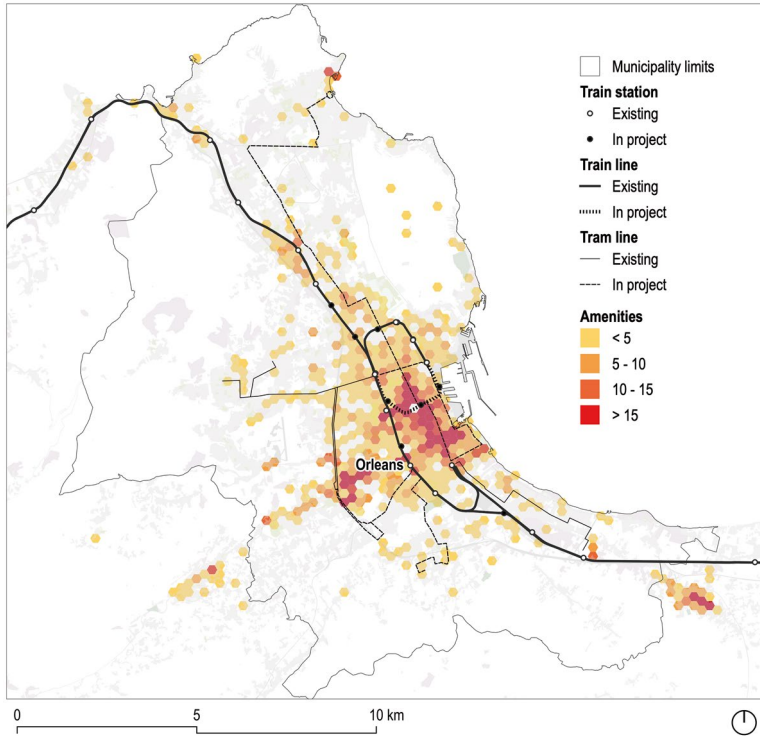 Municipality limits
Train station
Existing
In project
Train line
Existing
In project
Tram line
Existing
In project
Amenities
< 5
5 - 10
10 - 15
> 15
Orleans
0 5 10 km